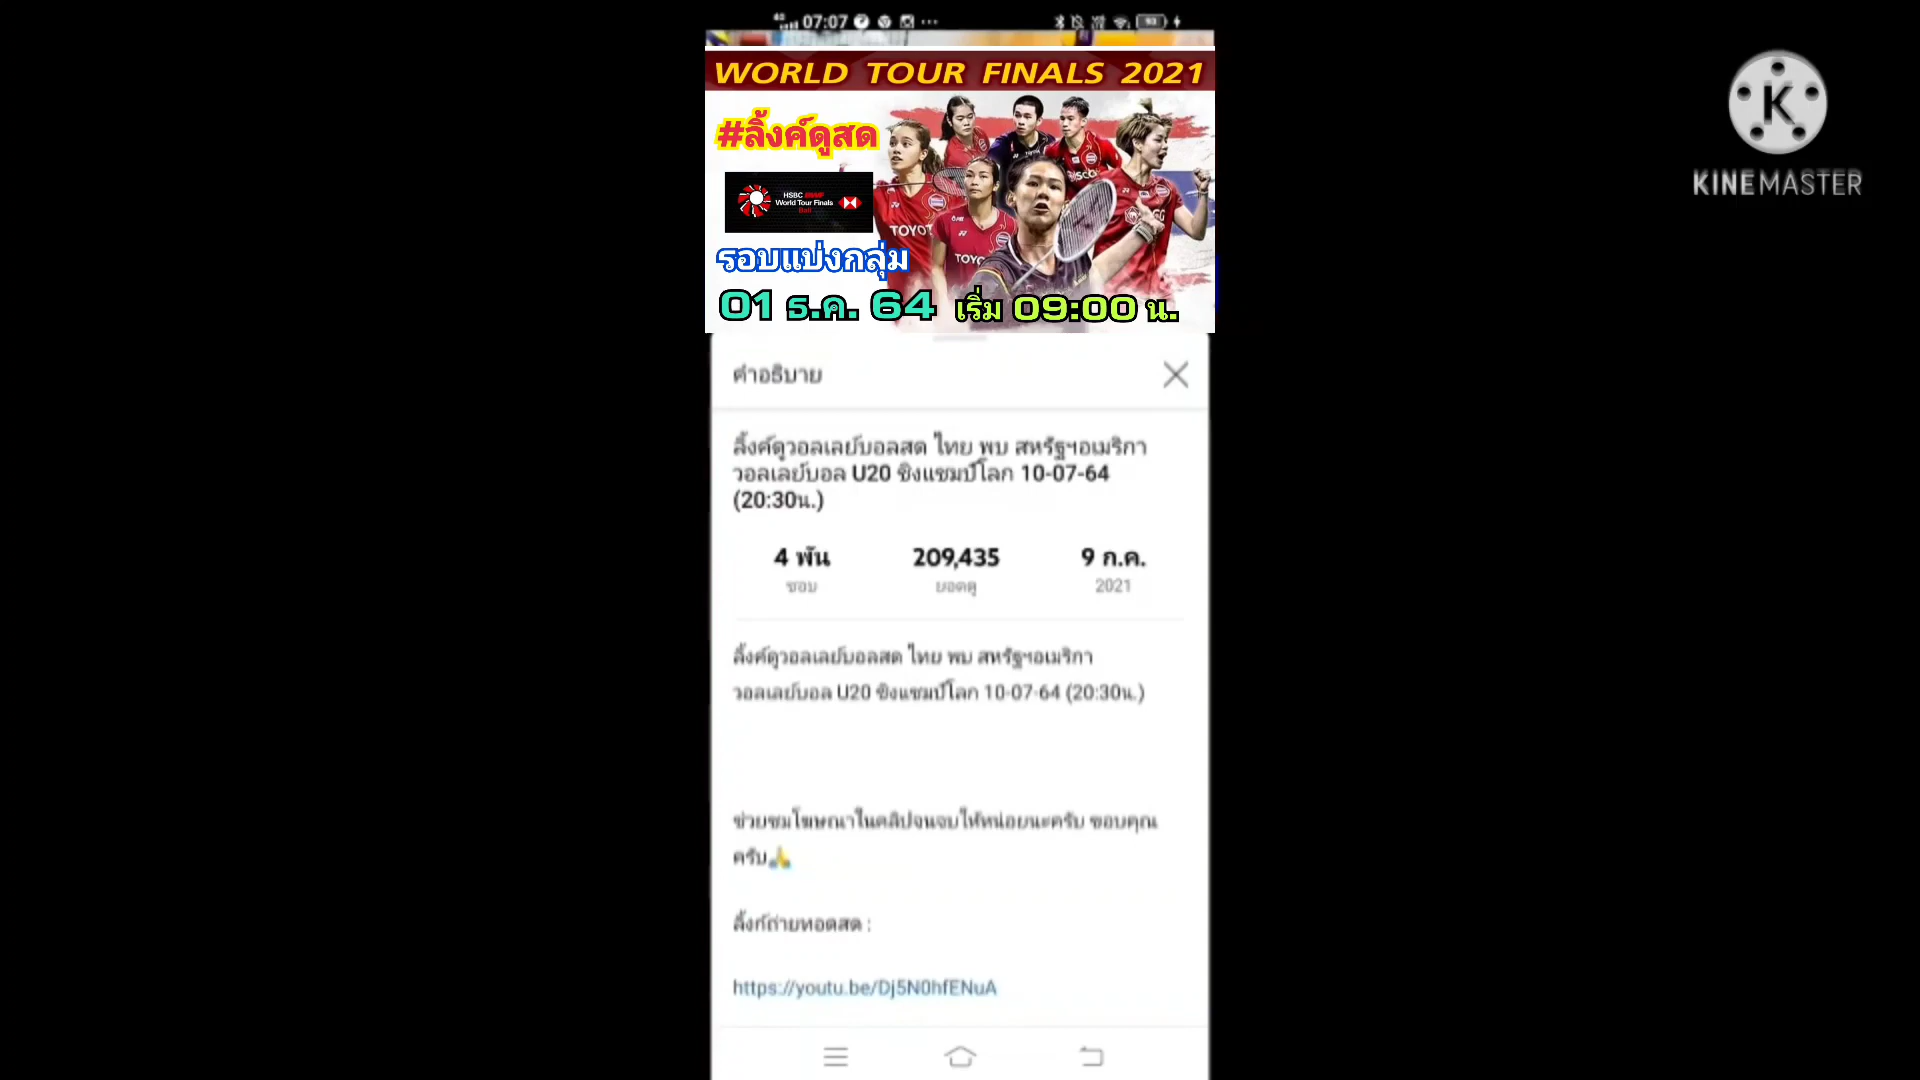 07:07
93
WORLD TOUR FINALS 2021
#ลิ้งค์ดูสด
HSBC BWF
World Tour Finals
Bali
TOYOT
TOYO
รอบแบ่งกลุ่ม
01 ธ.ค. 64 เริ่ม 09:00 น.
K
KINEMASTER
คำอธิบาย
ลิ้งค์ดูวอลเลย์บอลสด ไทย พบ สหรัฐฯอเมริกา
วอลเลย์บอล U20 ชิงแชมป์โลก 10-07-64
(20:30น.)
4 พัน 209,435 9 ก.ค.
ชอบ ยอดดู 2021
ลิ้งค์ดูวอลเลย์บอลสด ไทย พบ สหรัฐฯอเมริกา
วอลเลย์บอล U20 ชิงแชมป์โลก 10-07-64 (20:30น.)
ช่วยชมโฆษณาในคลิปจนจบให้หน่อยนะครับ ขอบคุณ
ครับ🙏
ลิ้งก์ถ่ายทอดสด :
https://youtu.be/Dj5N0hfENuA